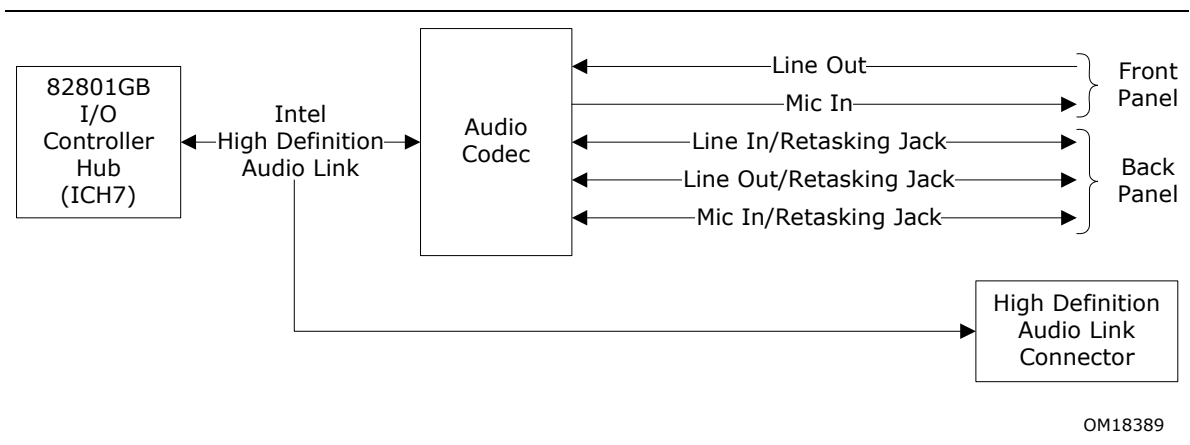 82801GB
I/O
Controller
Hub
(ICH7)
Intel
High Definition
Audio Link
Audio
Codec
Line Out
Mic In
Front
Panel
Line In/Retasking Jack
Line Out/Retasking Jack
Mic In/Retasking Jack
Back
Panel
High Definition
Audio Link
Connector
OM18389